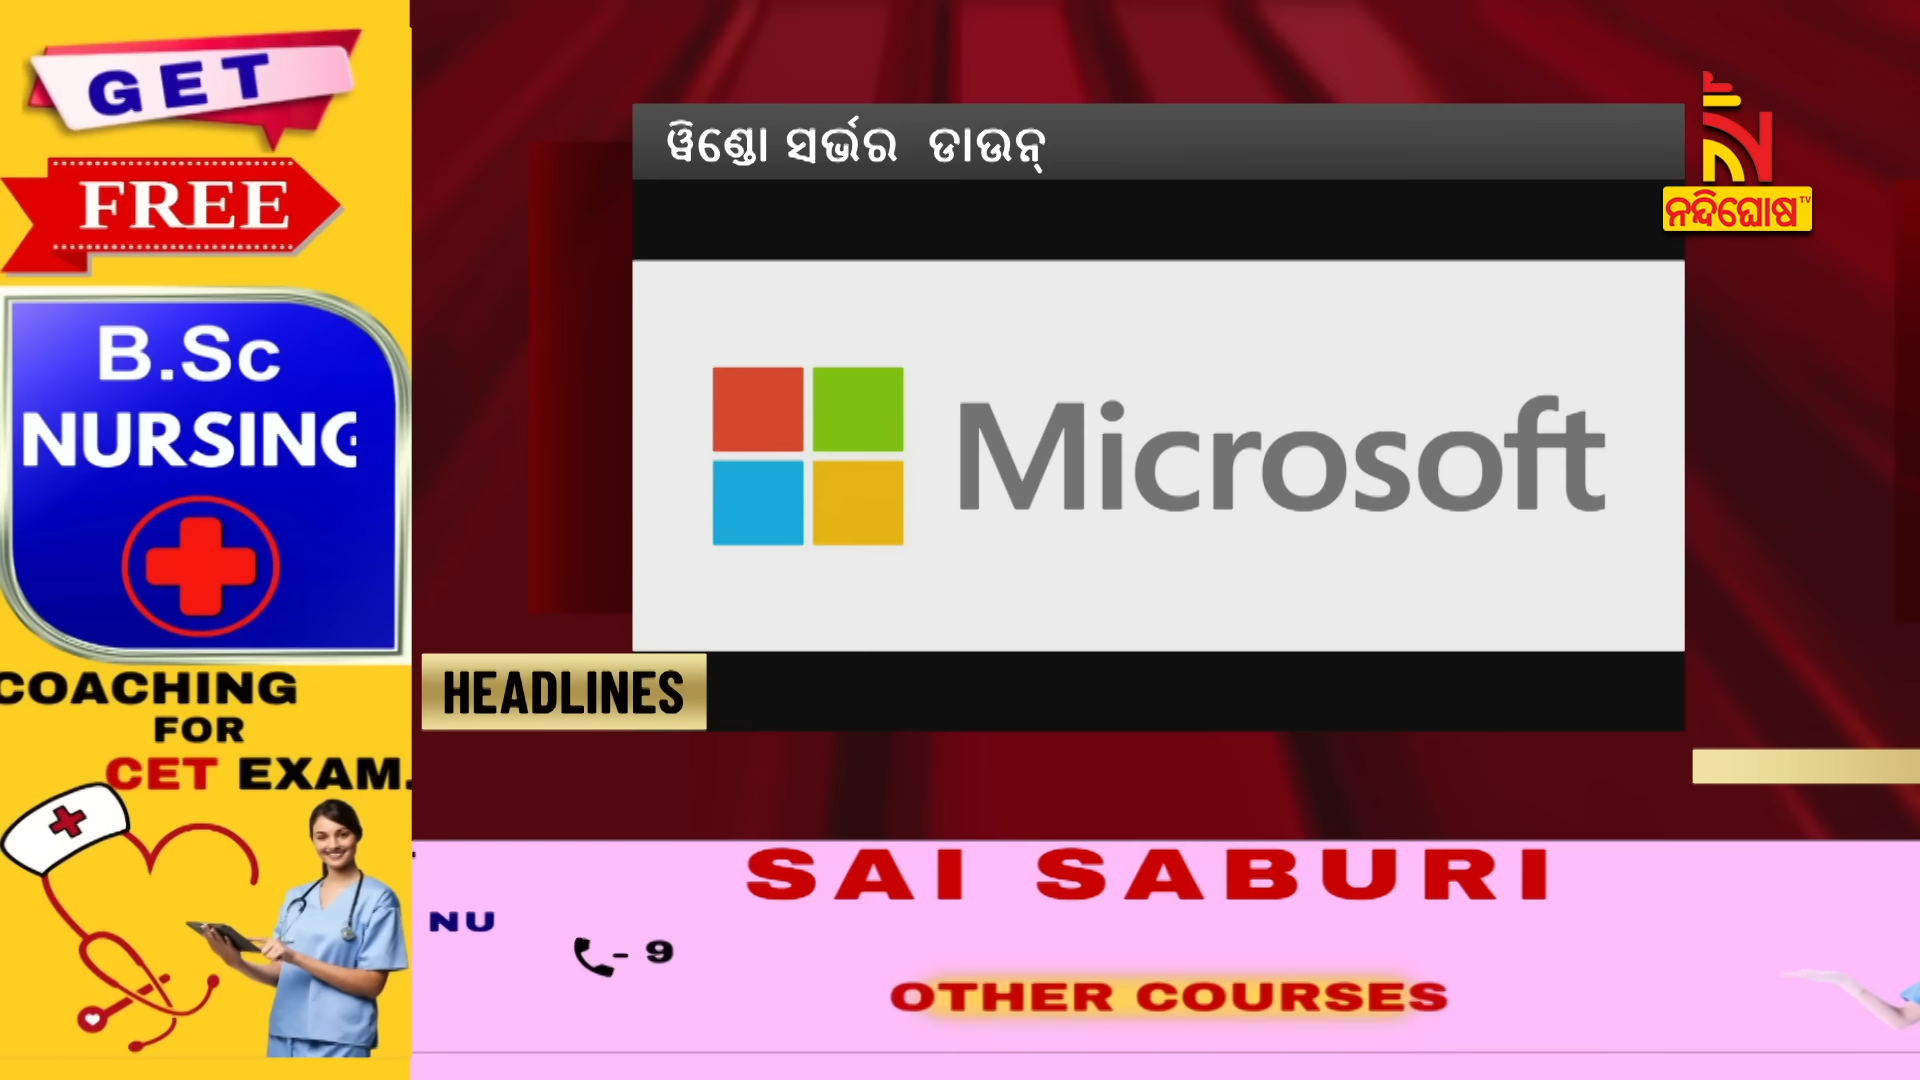 GET
FREE
B.Sc
NURSING
COACHING
FOR
CET EXAM.
ୱିଣ୍ଡୋ ସର୍ଭର ଡାଉନ୍
ନନ୍ଦିଘୋଷ TV
Microsoft
HEADLINES
SAI SABURI
NU
- 9
OTHER COURSES